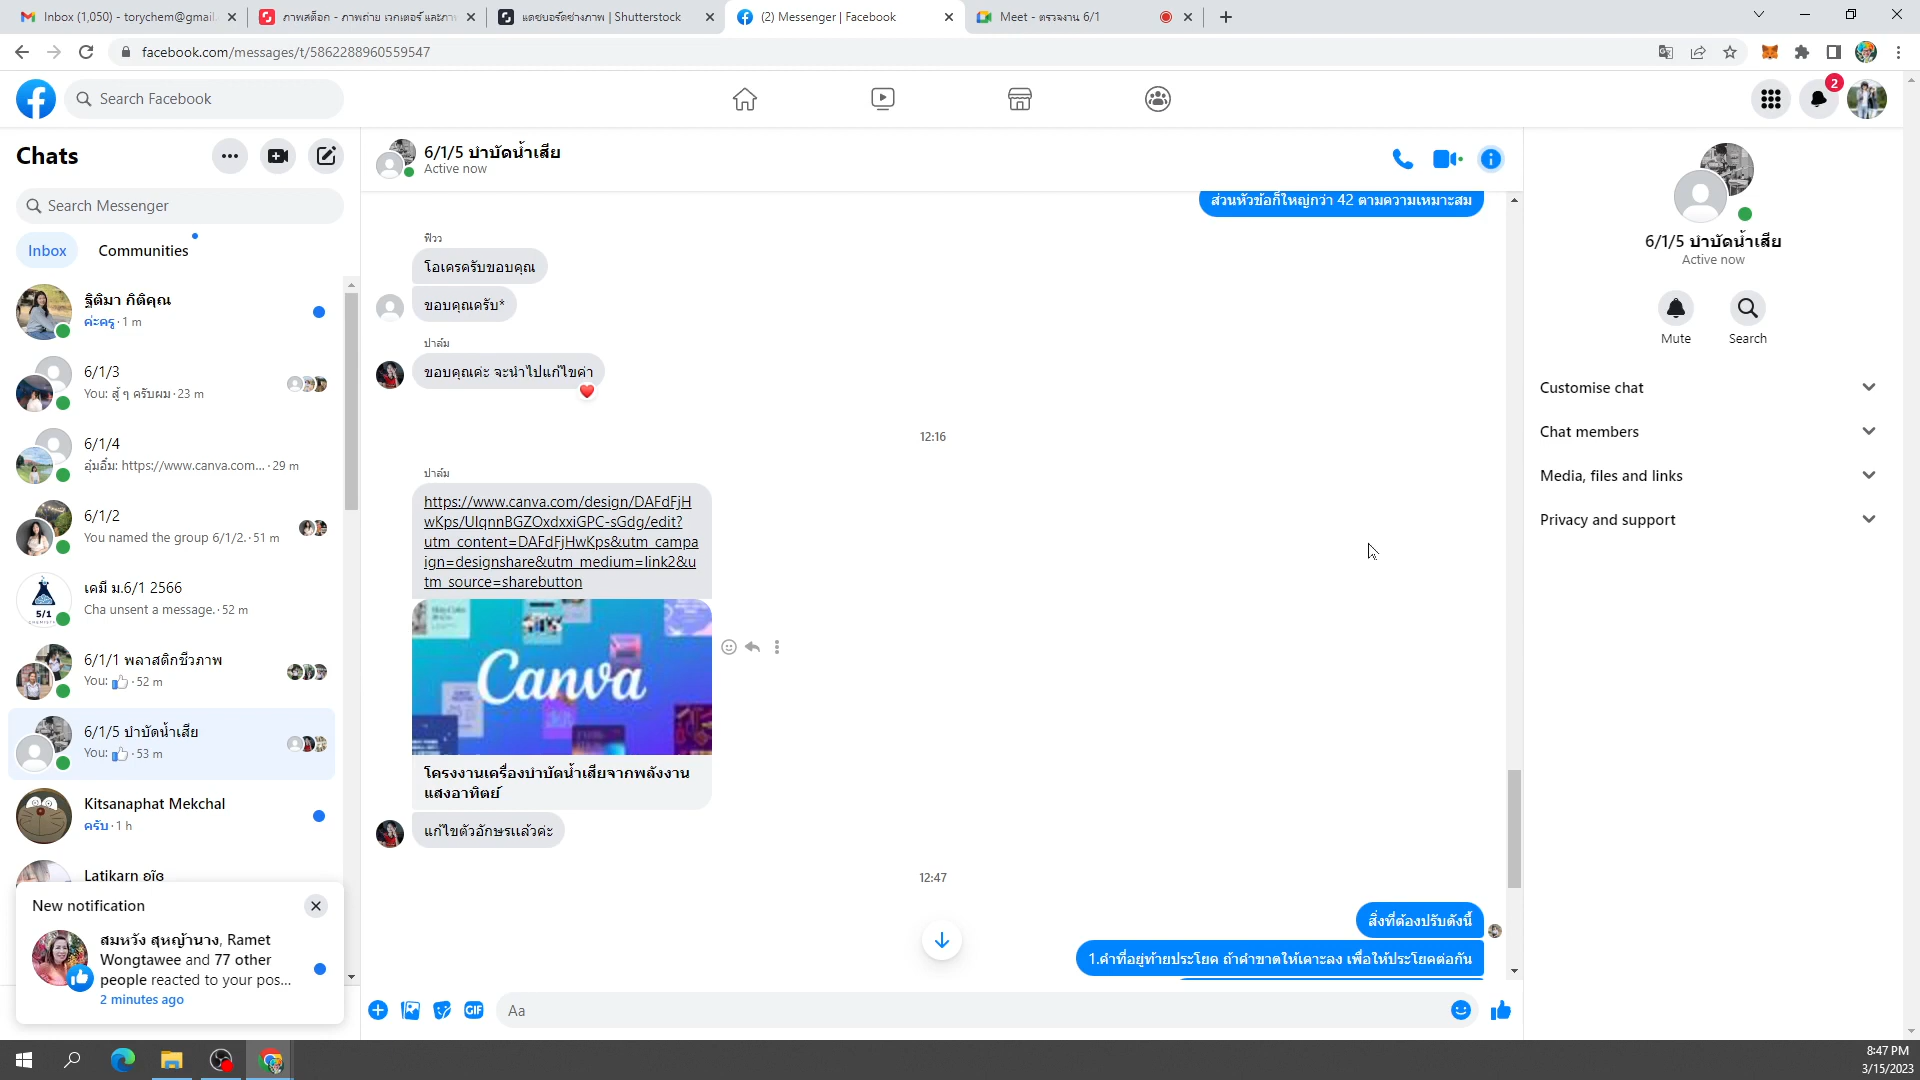 Inbox (1,050) - torychem@gmail.
ภาพสต็อก - ภาพถ่าย เวกเตอร์ และภา
แดชบอร์ดช่างภาพ | Shutterstock
(2) Messenger | Facebook
Meet - ตรวจงาน 6/1
facebook.com/messages/t/5862288960559547
Search Facebook
2
Chats
Search Messenger
Inbox
Communities
ฐิติมา กิติคุณ
ค่ะครู · 1 m
6/1/3
You: สู้ ๆ ครับผม · 23 m
6/1/4
อุ๋มอิ๋ม: https://www.canva.com... · 29 m
6/1/2
You named the group 6/1/2. · 51 m
5/1
เคมี ม.6/1 2566
Cha unsent a message. · 52 m
6/1/1 พลาสติกชีวภาพ
You: 👍 · 52 m
6/1/5 บำบัดน้ำเสีย
You: 👍 · 53 m
Kitsanaphat Mekchal
ครับ · 1 h
Latikarn
New notification
สมหวัง สุหญ้านาง, Ramet
Wongtawee and 77 other
people reacted to your pos...
2 minutes ago
6/1/5 บำบัดน้ำเสีย
Active now
ส่วนหัวข้อก็ใหญ่กว่า 42 ตามความเหมาะสม
ฟิวว
โอเครครับขอบคุณ
ขอบคุณครับ*
ปาล์ม
ขอบคุณค่ะ จะนำไปแก้ไขค่า
12:16
ปาล์ม
https://www.canva.com/design/DAFdFjH
wKps/UIqnnBGZOxdxxiGPC-sGdg/edit?
utm_content=DAFdFjHwKps&utm_campa
ign=designshare&utm_medium=link2&u
tm_source=sharebutton
Canva
โครงงานเครื่องบำบัดน้ำเสียจากพลังงาน
แสงอาทิตย์
แก้ไขตัวอักษรแล้วค่ะ
12:47
สิ่งที่ต้องปรับดังนี้
1.คำที่อยู่ท้ายประโยค ถ้าคำขาดให้เคาะลง เพื่อให้ประโยคต่อกัน
GIF
Aa
6/1/5 บำบัดน้ำเสีย
Active now
Mute
Search
Customise chat
Chat members
Media, files and links
Privacy and support
8:47 PM
3/15/2023